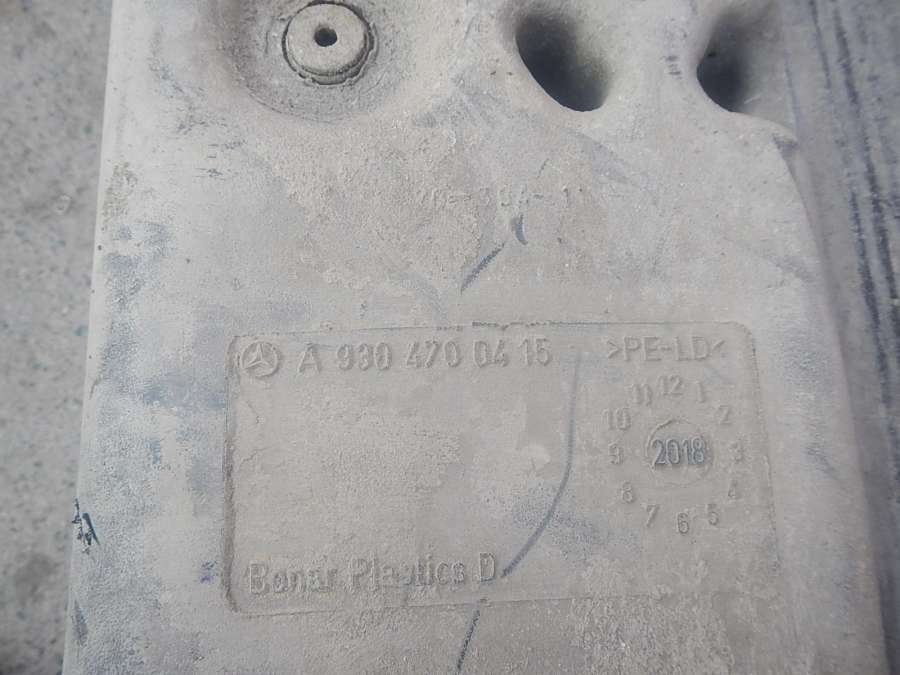 A 930 470 04 15
>PE-LD<
11 12 1
10 2
9 2018 3
8 4
7 6 5
Bonar Plastics D